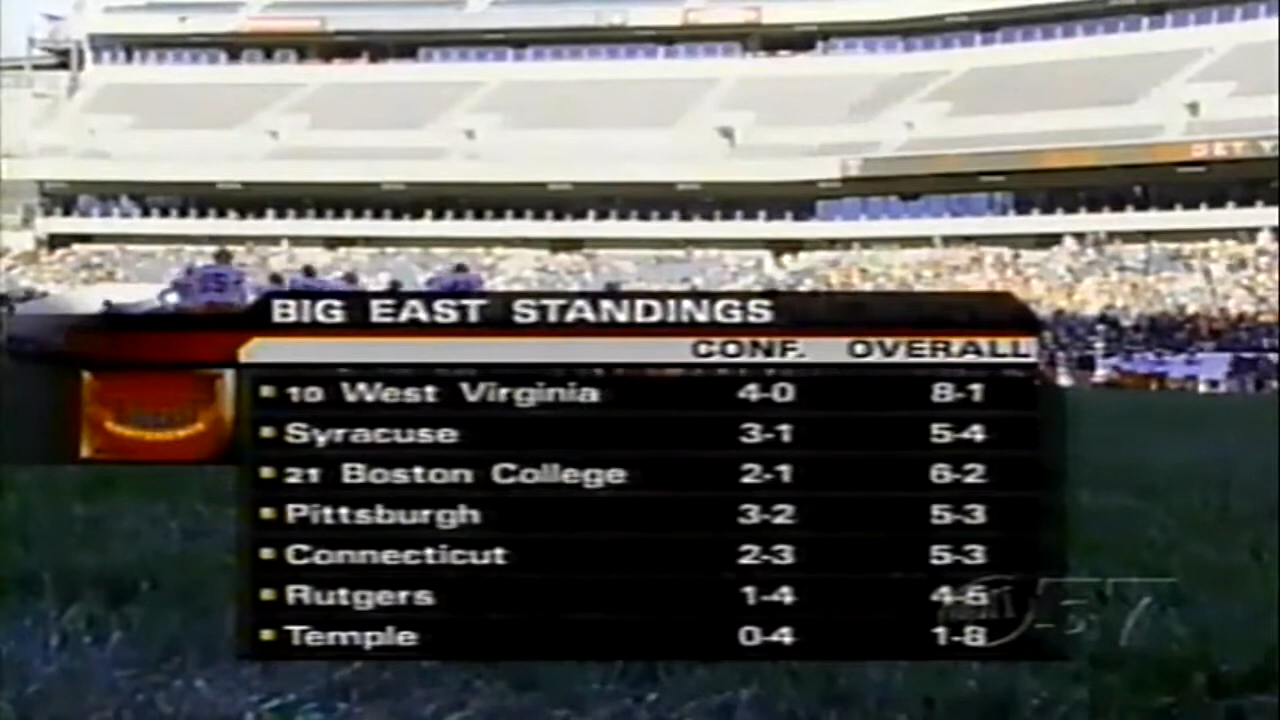 BIG EAST STANDINGS
CONF. OVERALL
10 West Virginia 4-0 8-1
Syracuse 3-1 5-4
21 Boston College 2-1 6-2
Pittsburgh 3-2 5-3
Connecticut 2-3 5-3
Rutgers 1-4 4-5
Temple 0-4 1-8
57